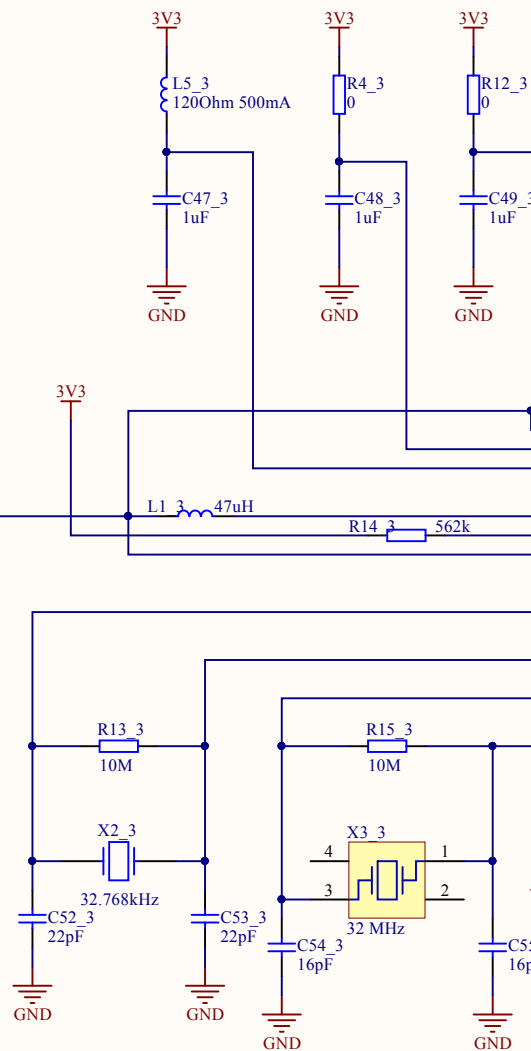 3V3
3V3
3V3
L5_3
120Ohm 500mA
R4_3
0
R12_3
0
C47_3
1uF
C48_3
1uF
C49_3
1uF
GND
GND
GND
3V3
L1_3
47uH
R14_3
562k
R13_3
10M
R15_3
10M
X2_3
32.768kHz
X3_3
4
1
3
2
32 MHz
C52_3
22pF
C53_3
22pF
C54_3
16pF
C55
16p
GND
GND
GND
GND